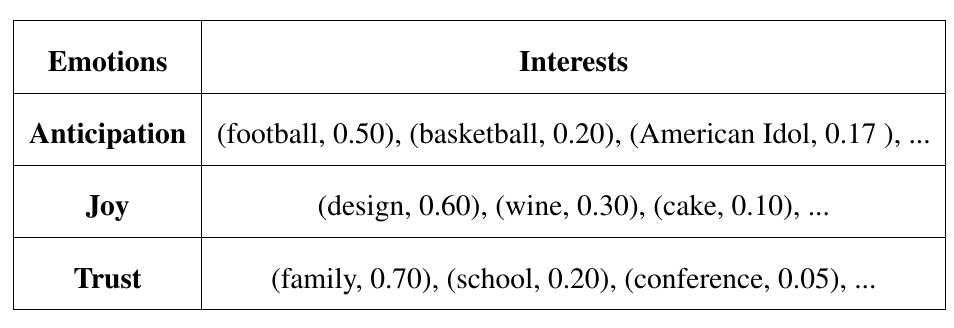 Emotions Interests
Anticipation (football, 0.50), (basketball, 0.20), (American Idol, 0.17 ), ...
Joy (design, 0.60), (wine, 0.30), (cake, 0.10), ...
Trust (family, 0.70), (school, 0.20), (conference, 0.05), ...